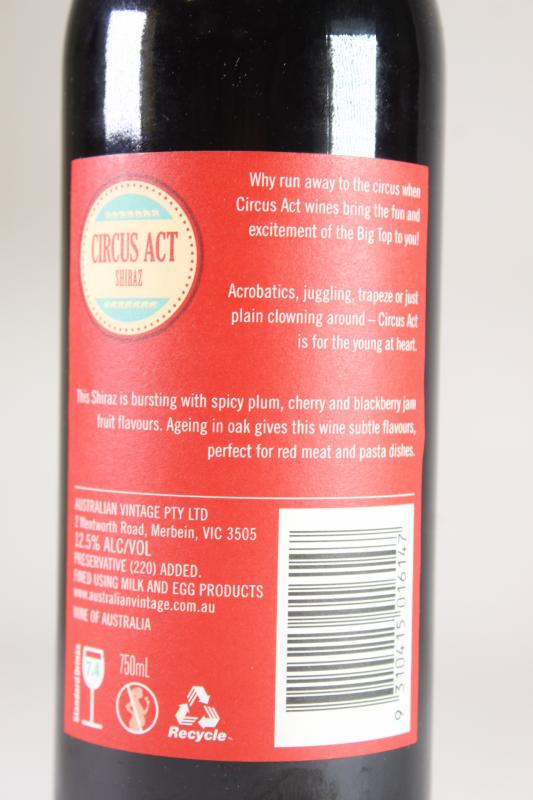 Why run away to the circus when
Circus Act wines bring the fun and
excitement of the Big Top to you!
CIRCUS ACT
SHIRAZ
Acrobatics, juggling, trapeze or just
plain clowning around – Circus Act
is for the young at heart.
This Shiraz is bursting with spicy plum, cherry and blackberry jam
fruit flavours. Ageing in oak gives this wine subtle flavours,
perfect for red meat and pasta dishes.
AUSTRALIAN VINTAGE PTY LTD
2 Wentworth Road, Merbein, VIC 3505
12.5% ALC/VOL
PRESERVATIVE (220) ADDED.
FINED USING MILK AND EGG PRODUCTS
www.australianvintage.com.au
WINE OF AUSTRALIA
Standard Drinks
7.4
750mL
Recycle
9 310415 016147